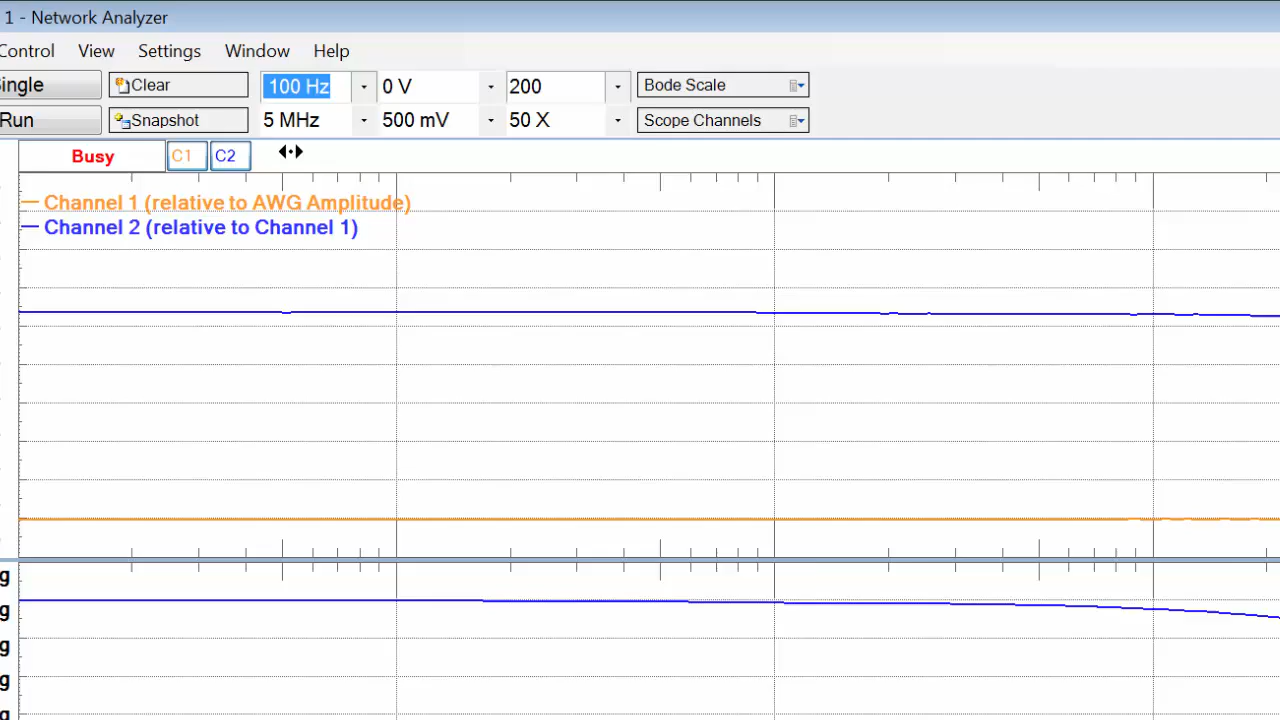 1 - Network Analyzer
Control View Settings Window Help
Single Clear 100 Hz 0 V 200 Bode Scale
Run Snapshot 5 MHz 500 mV 50 X Scope Channels
Busy C1 C2
Channel 1 (relative to AWG Amplitude)
Channel 2 (relative to Channel 1)
g
g
g
g
g